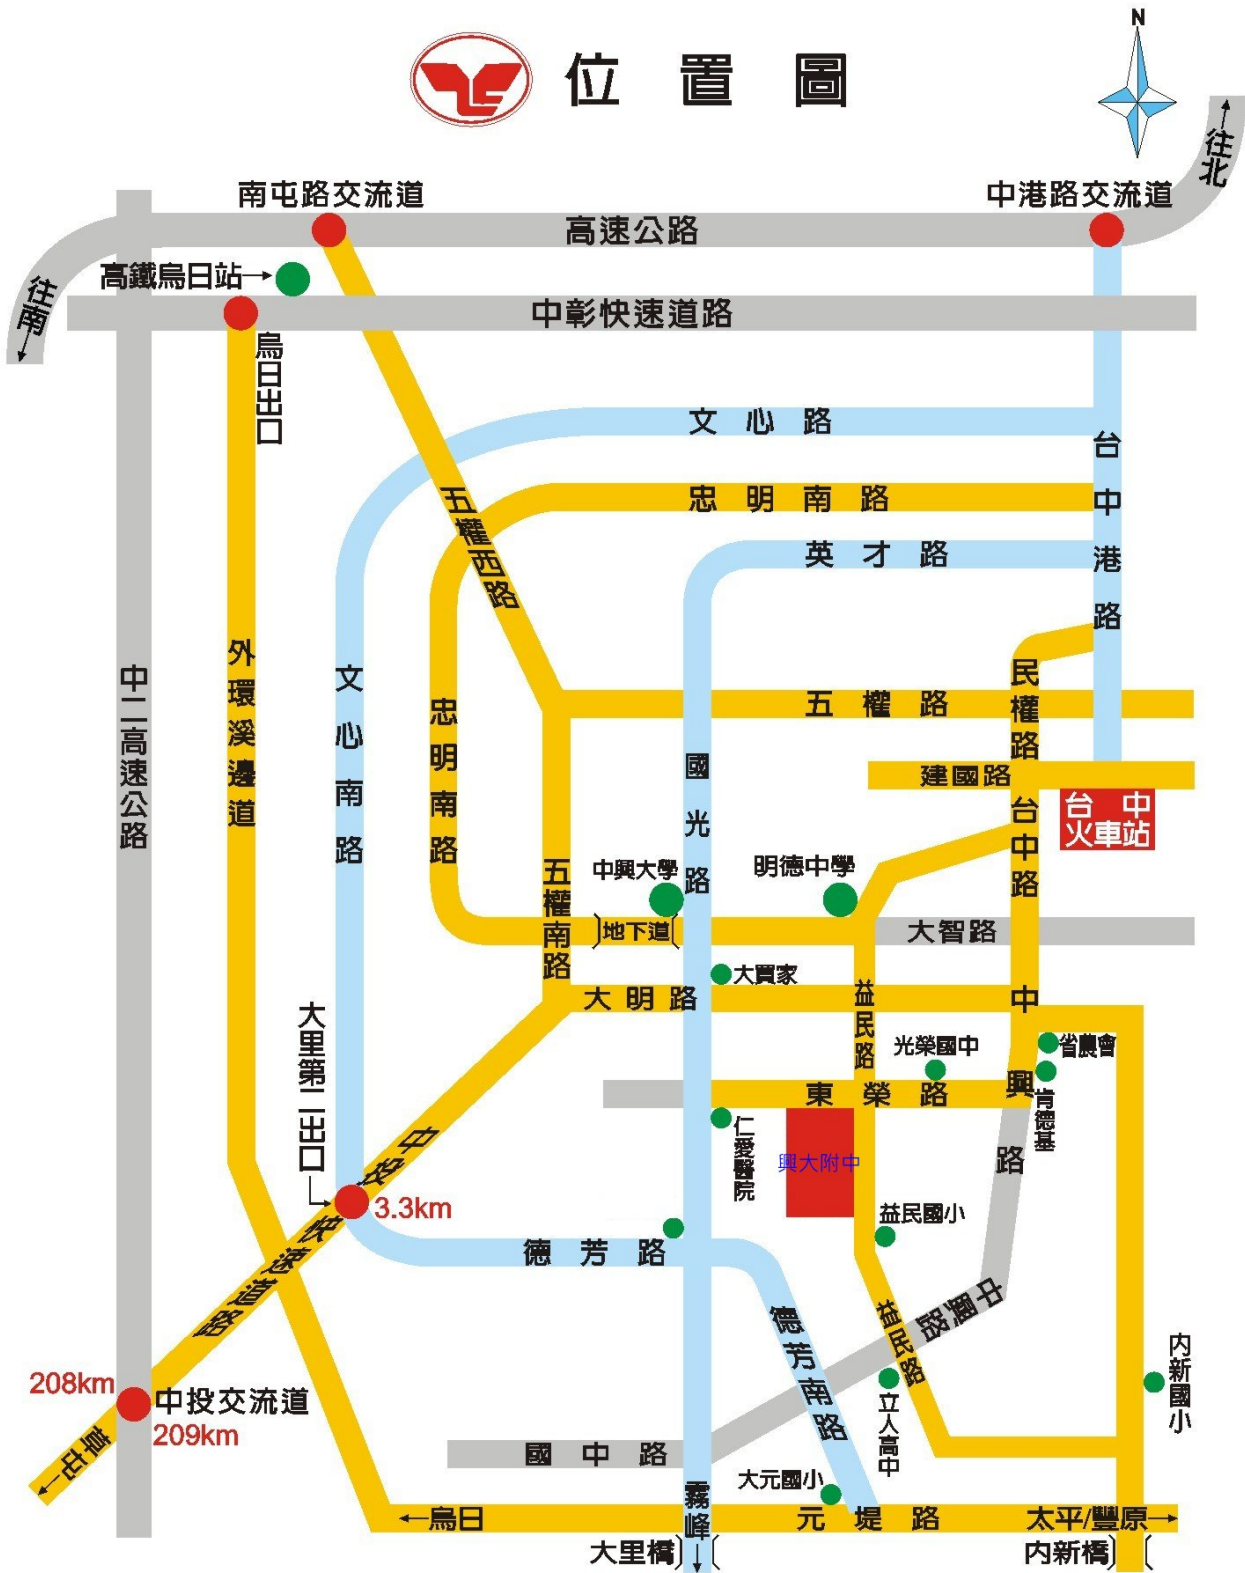 位置圖
N
往北
南屯路交流道
中港路交流道
高速公路
高鐵烏日站
往南
中彰快速道路
烏日出口
文心路
台中港路
忠明南路
五權西路
英才路
外環溪邊道
中二高速公路
文心南路
忠明南路
民權路
五權路
國光路
建國路
台中
火車站
台中路
中興大學
明德中學
五權南路
地下道
大智路
大買家
大明路
益民路
中興路
大里第二出口
光榮國中
省農會
東榮路
肯德基
仁愛醫院
中投快速道路
興大附中
3.3km
益民國小
德芳路
中興路
德芳南路
益民路
內新國小
208km
中投交流道
209km
立人高中
草屯
國中路
大元國小
霧峰
烏日
元堤路
太平/豐原
大里橋
內新橋